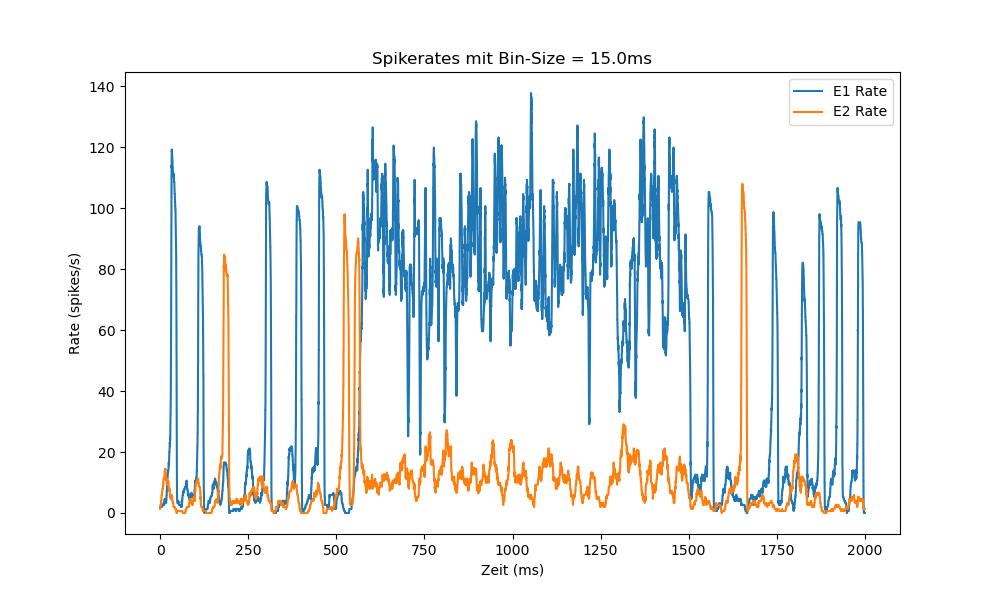 Spikerates mit Bin-Size = 15.0ms
E1 Rate
E2 Rate
Rate (spikes/s)
140
120
100
80
60
40
20
0
0 250 500 750 1000 1250 1500 1750 2000
Zeit (ms)